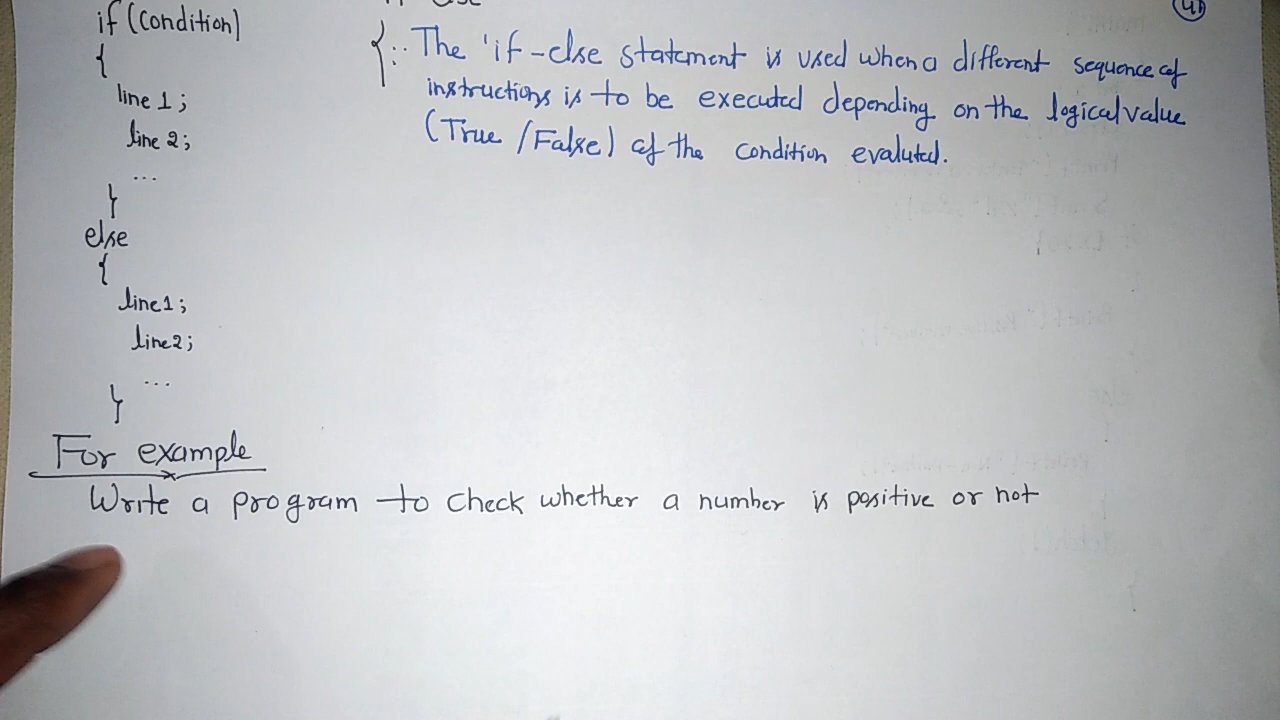 if (Condition)
{
line 1;
line 2;
...
}
else
{
line1;
line2;
...
}
41
{∵ The 'if-else statement is used when a different sequence of
instructions is to be executed depending on the logical value
(True / False) of the condition evaluted.
For example
Write a program to check whether a number is positive or not